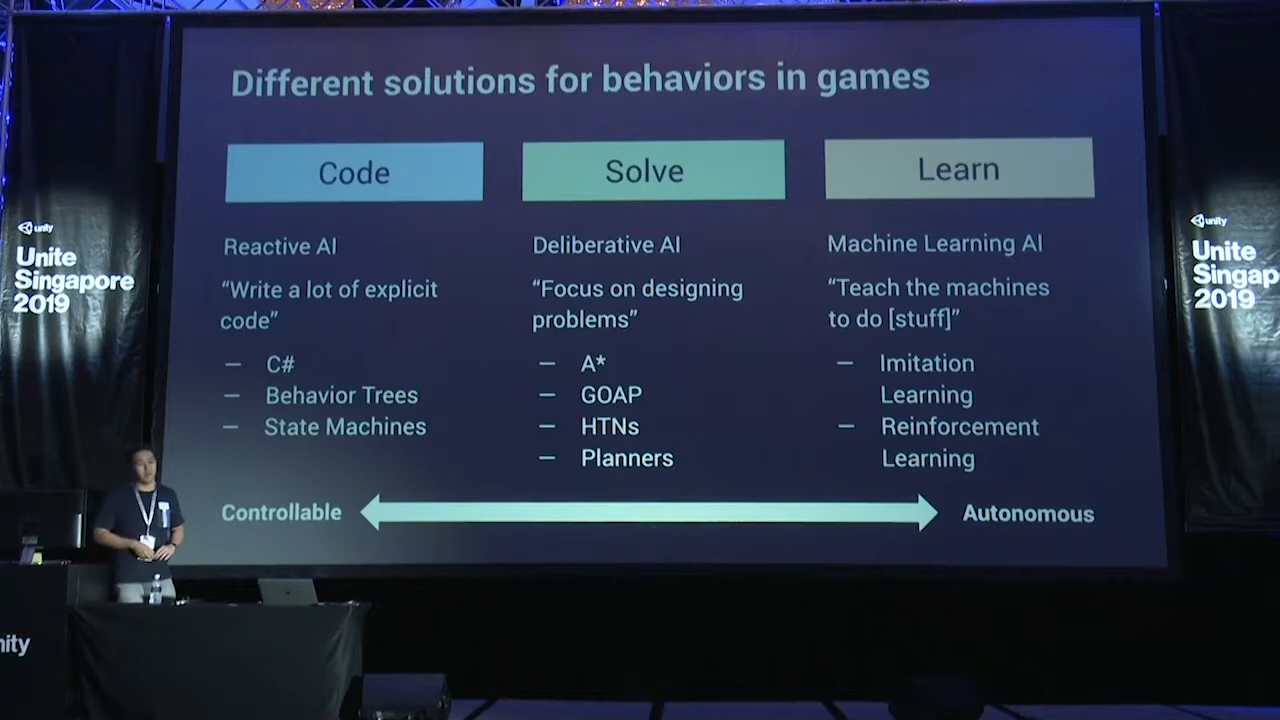 Different solutions for behaviors in games
Code
Solve
Learn
Reactive AI
“Write a lot of explicit
code”
— C#
— Behavior Trees
— State Machines
Deliberative AI
“Focus on designing
problems”
— A*
— GOAP
— HTNs
— Planners
Machine Learning AI
“Teach the machines
to do [stuff]”
— Imitation
Learning
— Reinforcement
Learning
Controllable
Autonomous
unity
Unite
Singapore
2019
unity
Unite
Singap
2019
nity